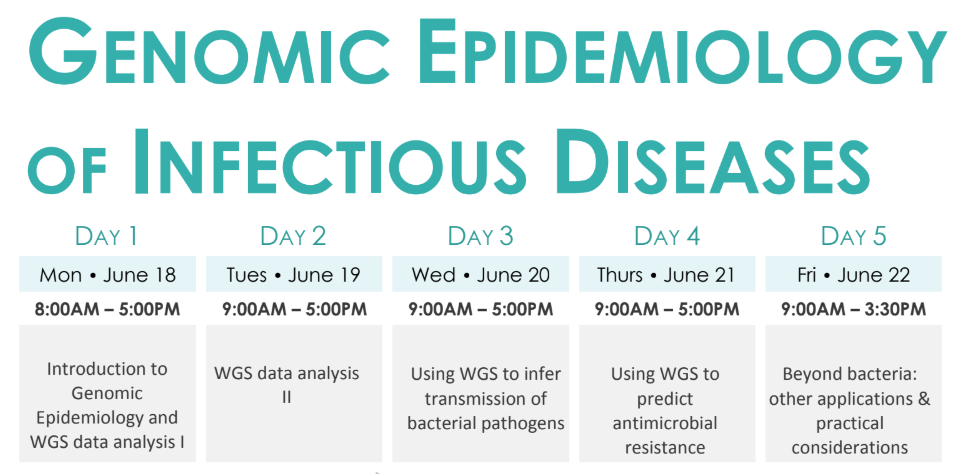 GENOMIC EPIDEMIOLOGY
OF INFECTIOUS DISEASES
DAY 1
Mon • June 18
8:00AM – 5:00PM
Introduction to
Genomic
Epidemiology and
WGS data analysis I
DAY 2
Tues • June 19
9:00AM – 5:00PM
WGS data analysis
II
DAY 3
Wed • June 20
9:00AM – 5:00PM
Using WGS to infer
transmission of
bacterial pathogens
DAY 4
Thurs • June 21
9:00AM – 5:00PM
Using WGS to
predict
antimicrobial
resistance
DAY 5
Fri • June 22
9:00AM – 3:30PM
Beyond bacteria:
other applications &
practical
considerations